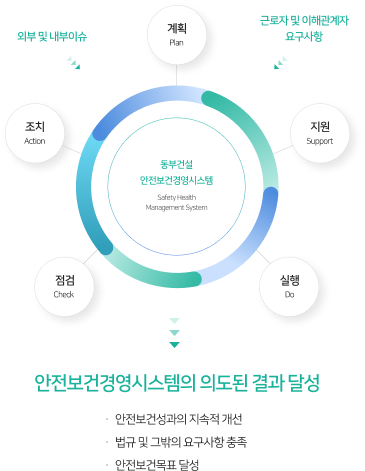 계획
Plan
외부 및 내부이슈
근로자 및 이해관계자
요구사항
조치
Action
지원
Support
동부건설
안전보건경영시스템
Safety Health
Management System
점검
Check
실행
Do
안전보건경영시스템의 의도된 결과 달성
· 안전보건성과의 지속적 개선
· 법규 및 그밖의 요구사항 충족
· 안전보건목표 달성